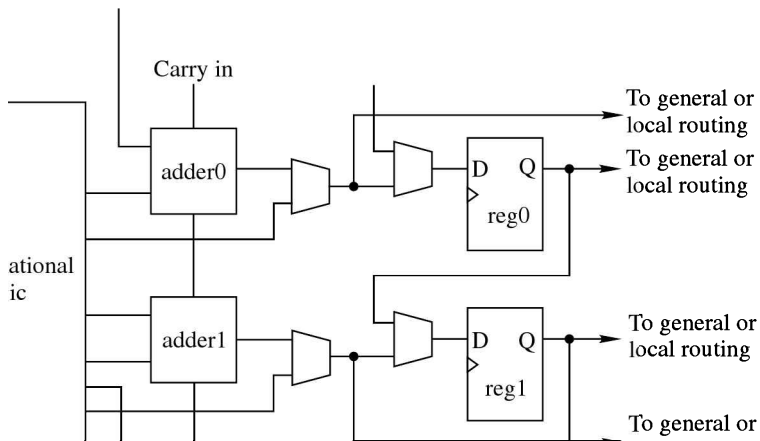 Carry in
To general or
local routing
adder0
D Q
To general or
local routing
reg0
ational
ic
adder1
D Q
To general or
local routing
reg1
To general or